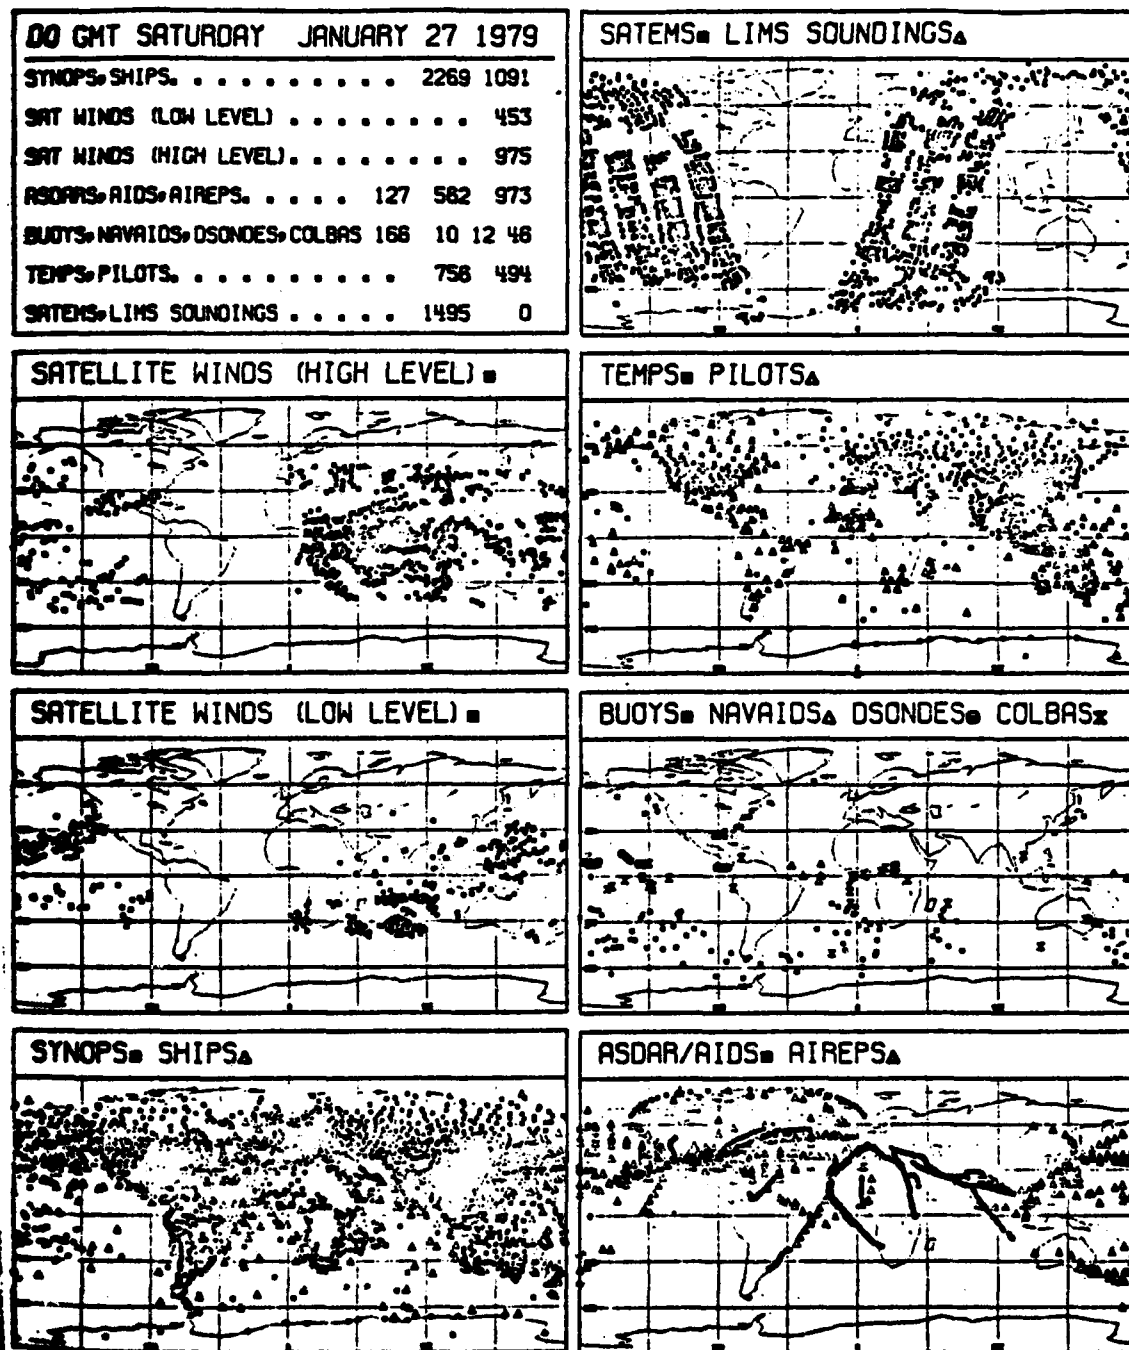 00 GMT SATURDAY JANUARY 27 1979
SYNOPS, SHIPS. . . . . . . . . . 2269 1091
SAT WINDS (LOW LEVEL) . . . . . . . . 453
SAT WINDS (HIGH LEVEL). . . . . . . . 975
ASDARS, AIDS, AIREPS. . . . . 127 582 973
BUOYS, NAVAIDS, DSONDES, COLBAS 166 10 12 46
TEMPS, PILOTS. . . . . . . . . 758 494
SATEMS, LIMS SOUNDINGS . . . . . 1495 0
SATEMS■ LIMS SOUNDINGS▵
SATELLITE WINDS (HIGH LEVEL) ■
TEMPS■ PILOTS▵
SATELLITE WINDS (LOW LEVEL) ■
BUOYS■ NAVAIDS▵ DSONDES● COLBAS⧖
SYNOPS■ SHIPS▵
ASDAR/AIDS■ AIREPS▵